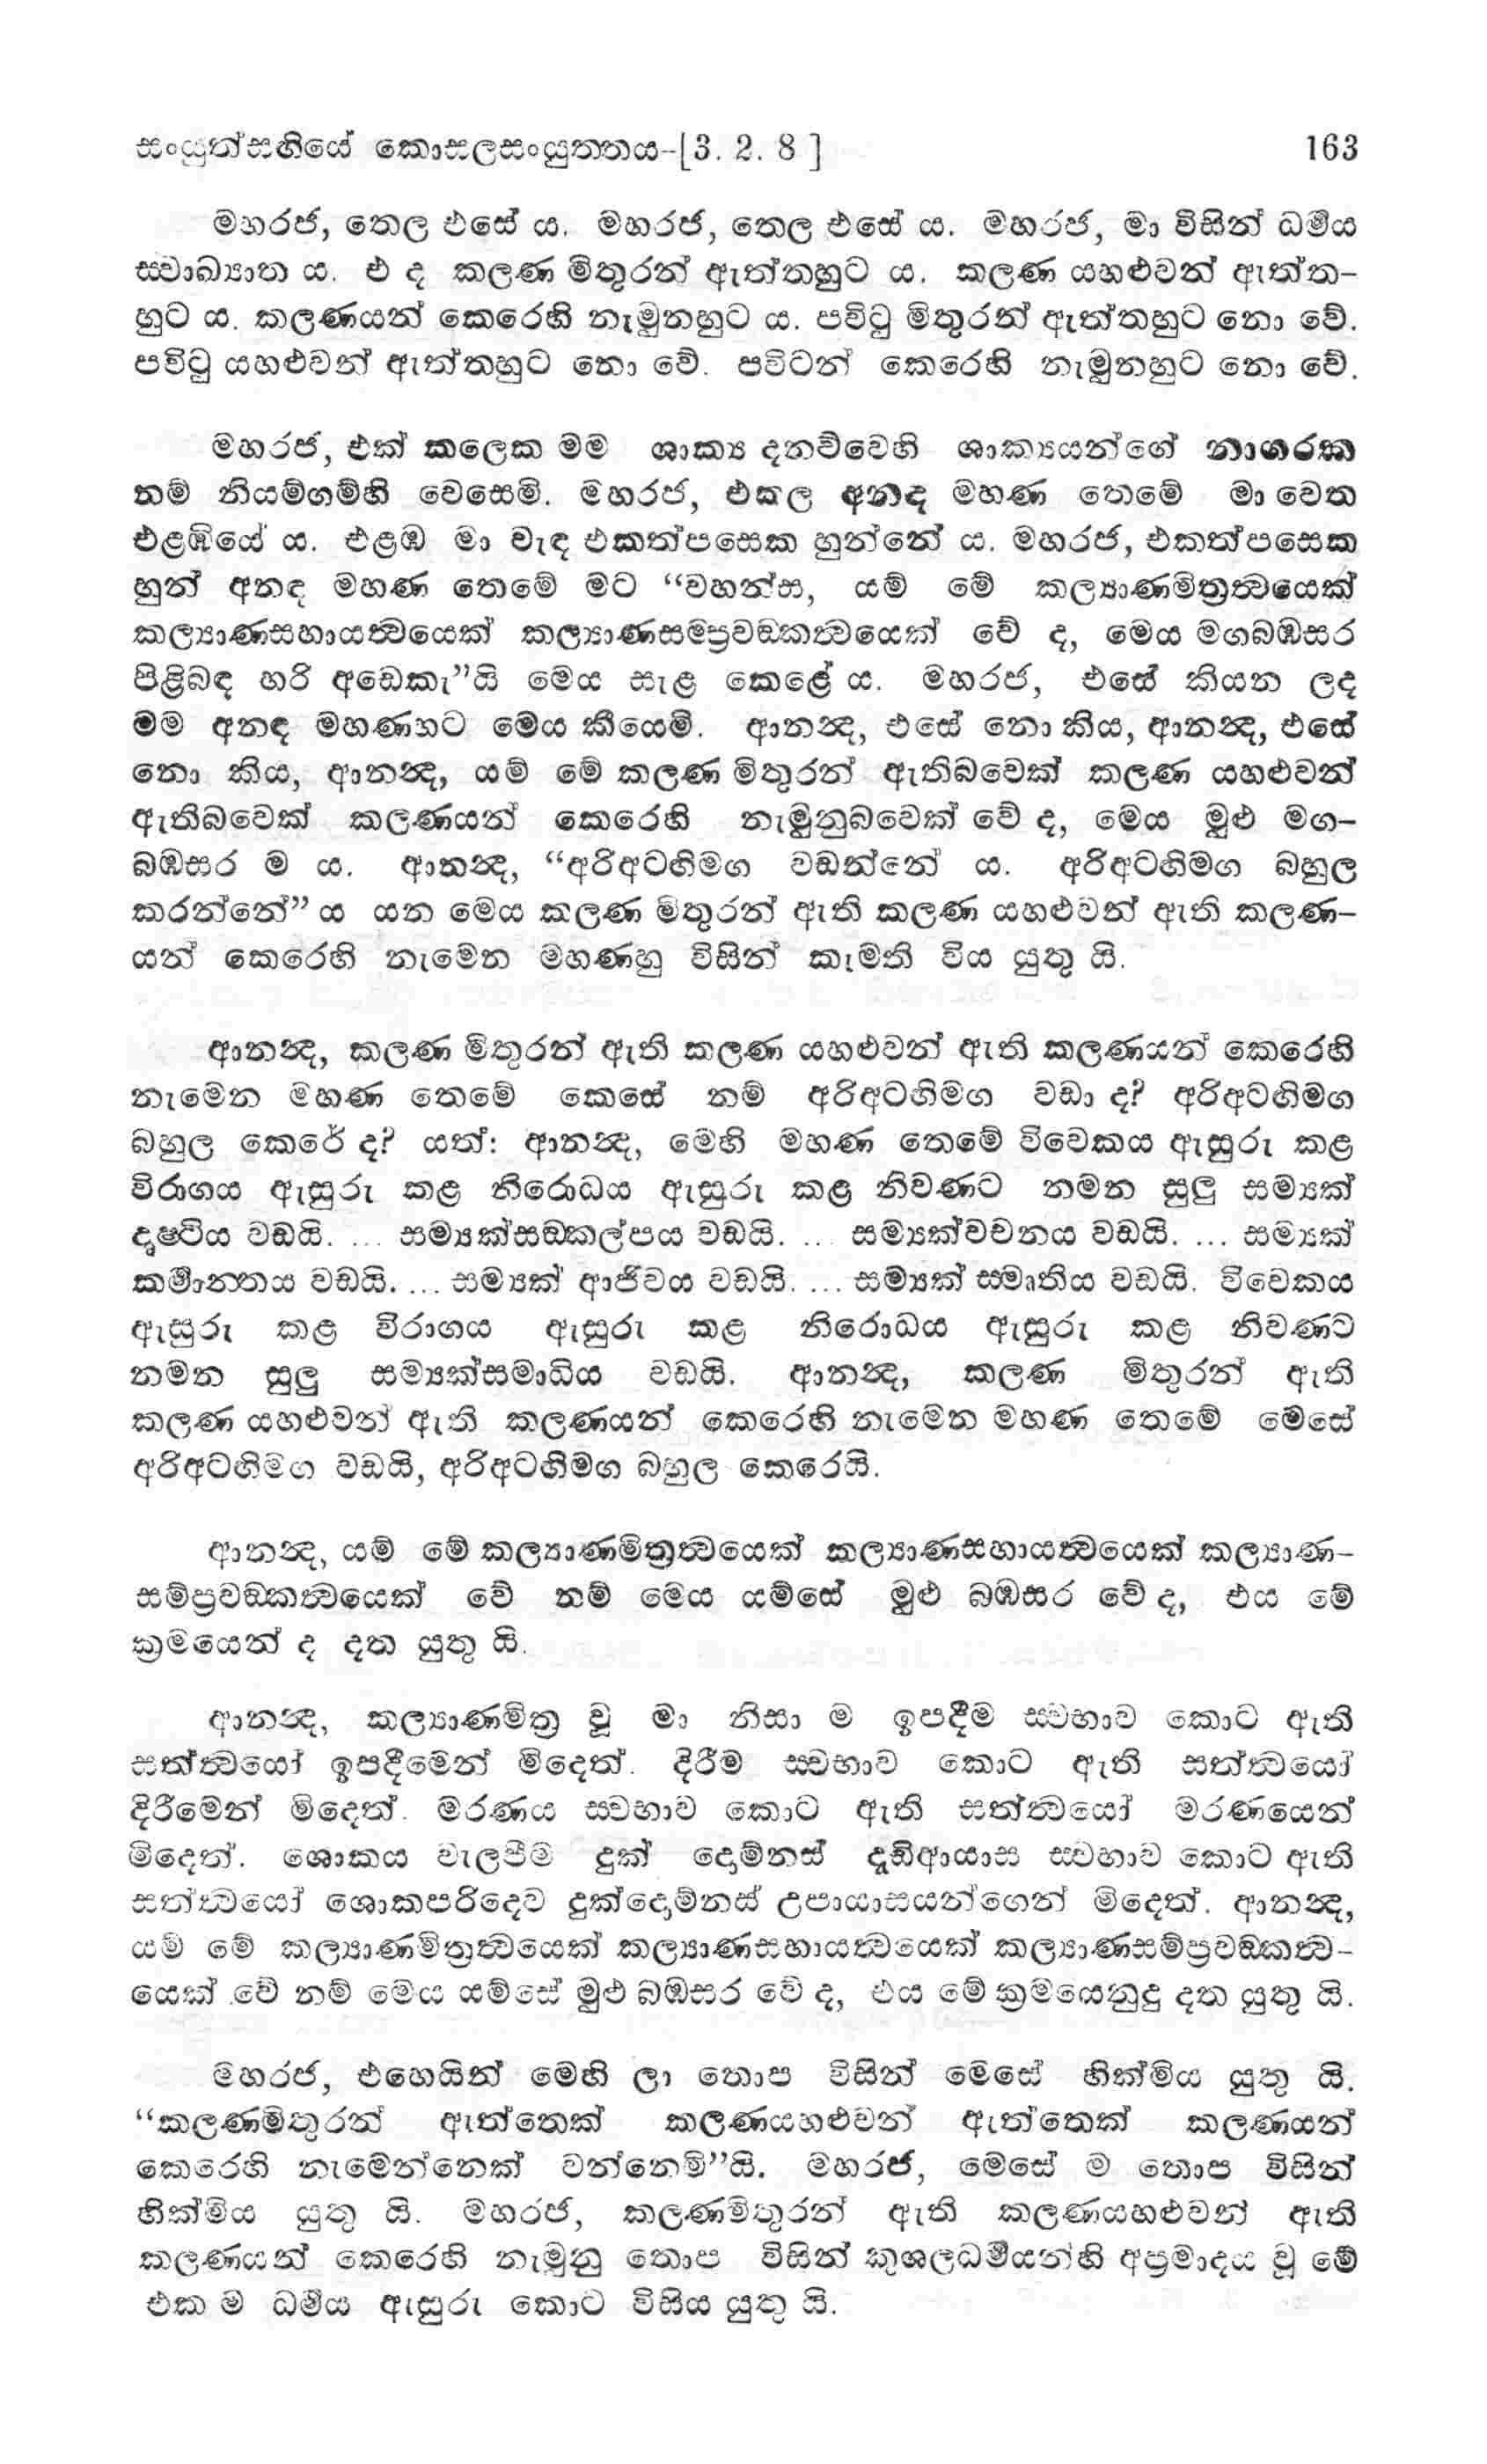 සංයුත්සඟියේ කොසලසංයුත්තය-[3. 2. 8 ] 163
මහරජ, තෙල එසේ ය. මහරජ, තෙල එසේ ය. මහරජ, මා විසින් ධර්‍මය
ස්වාඛ්‍යාත ය. එ ද කලණ මිතුරන් ඇත්තහුට ය. කලණ යහළුවන් ඇත්ත-
හුට ය. කලණයන් කෙරෙහි නැමුනහුට ය. පවිටු මිතුරන් ඇත්තහුට නො වේ.
පවිටු යහළුවන් ඇත්තහුට නො වේ. පවිටන් කෙරෙහි නැමුනහුට නො වේ.
මහරජ, එක් කලෙක මම ශාක්‍ය දනව්වෙහි ශාක්‍යයන්ගේ නාගරක
නම් නියම්ගම්හි වෙසෙමි. මහරජ, එකල අනඳ මහණ තෙමේ මා වෙත
එළඹියේ ය. එළඹ මා වැඳ එකත්පසෙක හුන්නේ ය. මහරජ, එකත්පසෙක
හුන් අනඳ මහණ තෙමේ මට “වහන්ස, යම් මේ කල්‍යාණමිත්‍රත්‍වයෙක්
කල්‍යාණසහායත්‍වයෙක් කල්‍යාණසම්ප්‍රවඞ්කත්‍වයෙක් වේ ද, මෙය මගබඹසර
පිළිබඳ හරි අඩෙකැ”යි මෙය සැළ කෙළේ ය. මහරජ, එසේ කියන ලද
මම අනඳ මහණහට මෙය කීයෙමි. ආනන්‍ද, එසේ නො කිය, ආනන්‍ද, එසේ
නො කිය, ආනන්‍ද, යම් මේ කලණ මිතුරන් ඇතිබවෙක් කලණ යහළුවන්
ඇතිබවෙක් කලණයන් කෙරෙහි නැමුනුබවෙක් වේ ද, මෙය මුළු මග-
බඹසර ම ය. ආනන්‍ද, “අරිඅටඟිමග වඩන්නේ ය. අරිඅටඟිමග බහුල
කරන්නේ” ය යන මෙය කලණ මිතුරන් ඇති කලණ යහළුවන් ඇති කලණ-
යන් කෙරෙහි නැමෙන මහණහු විසින් කැමති විය යුතු යි.
ආනන්‍ද, කලණ මිතුරන් ඇති කලණ යහළුවන් ඇති කලණයන් කෙරෙහි
නැමෙන මහණ තෙමේ කෙසේ නම් අරිඅටඟිමග වඩා ද? අරිඅටඟිමග
බහුල කෙරේ ද? යත්: ආනන්‍ද, මෙහි මහණ තෙමේ විවේකය ඇසුරු කළ
විරාගය ඇසුරු කළ නිරොධය ඇසුරු කළ නිවණට නමන සුලු සම්‍යක්
දෘෂ්ටිය වඩයි. ... සම්‍යක්සඞ්කල්පය වඩයි. ... සම්‍යක්වචනය වඩයි. ... සම්‍යක්
කර්‍මාන්තය වඩයි. ... සම්‍යක් ආජීවය වඩයි. ... සම්‍යක් ස්මෘතිය වඩයි. විවේකය
ඇසුරු කළ විරාගය ඇසුරු කළ නිරොධය ඇසුරු කළ නිවණට
නමන සුලු සම්‍යක්සමාධිය වඩයි. ආනන්‍ද, කලණ මිතුරන් ඇති
කලණ යහළුවන් ඇති කලණයන් කෙරෙහි නැමෙන මහණ තෙමේ මෙසේ
අරිඅටඟිමග වඩයි, අරිඅටඟිමග බහුල කෙරෙයි.
ආනන්‍ද, යම් මේ කල්‍යාණමිත්‍රත්‍වයෙක් කල්‍යාණසහායත්‍වයෙක් කල්‍යාණ-
සම්ප්‍රවඞ්කත්‍වයෙක් වේ නම් මෙය යම්සේ මුළු බඹසර වේ ද, එය මේ
ක්‍රමයෙන් ද දත යුතු යි.
ආනන්‍ද, කල්‍යාණමිත්‍ර වූ මා නිසා ම ඉපදීම ස්වභාව කොට ඇති
සත්ත්‍වයෝ ඉපදීමෙන් මිදෙත්. දිරීම ස්වභාව කොට ඇති සත්ත්‍වයෝ
දිරීමෙන් මිදෙත්. මරණය ස්වභාව කොට ඇති සත්ත්‍වයෝ මරණයෙන්
මිදෙත්. ශොකය වැලපීම දුක් දොම්නස් දැඩිආයාස ස්වභාව කොට ඇති
සත්ත්‍වයෝ ශොකපරිදෙව දුක්දොම්නස් උපායාසයන්ගෙන් මිදෙත්. ආනන්‍ද,
යම් මේ කල්‍යාණමිත්‍රත්‍වයෙක් කල්‍යාණසහායත්‍වයෙක් කල්‍යාණසම්ප්‍රවඞ්කත්‍ව-
යෙක් වේ නම් මෙය යම්සේ මුළු බඹසර වේ ද, එය මේ ක්‍රමයෙනුදු දත යුතු යි.
මහරජ, එහෙයින් මෙහි ලා තොප විසින් මෙසේ හික්මිය යුතු යි.
“කලණමිතුරන් ඇත්තෙක් කලණයහළුවන් ඇත්තෙක් කලණයන්
කෙරෙහි නැමෙන්නෙක් වන්නෙමි”යි. මහරජ, මෙසේ ම තොප විසින්
හික්මිය යුතු යි. මහරජ, කලණමිතුරන් ඇති කලණයහළුවන් ඇති
කලණයන් කෙරෙහි නැමුනු තොප විසින් කුශලධර්‍මයන්හි අප්‍රමාදය වූ මේ
එක ම ධර්‍මය ඇසුරු කොට විසිය යුතු යි.